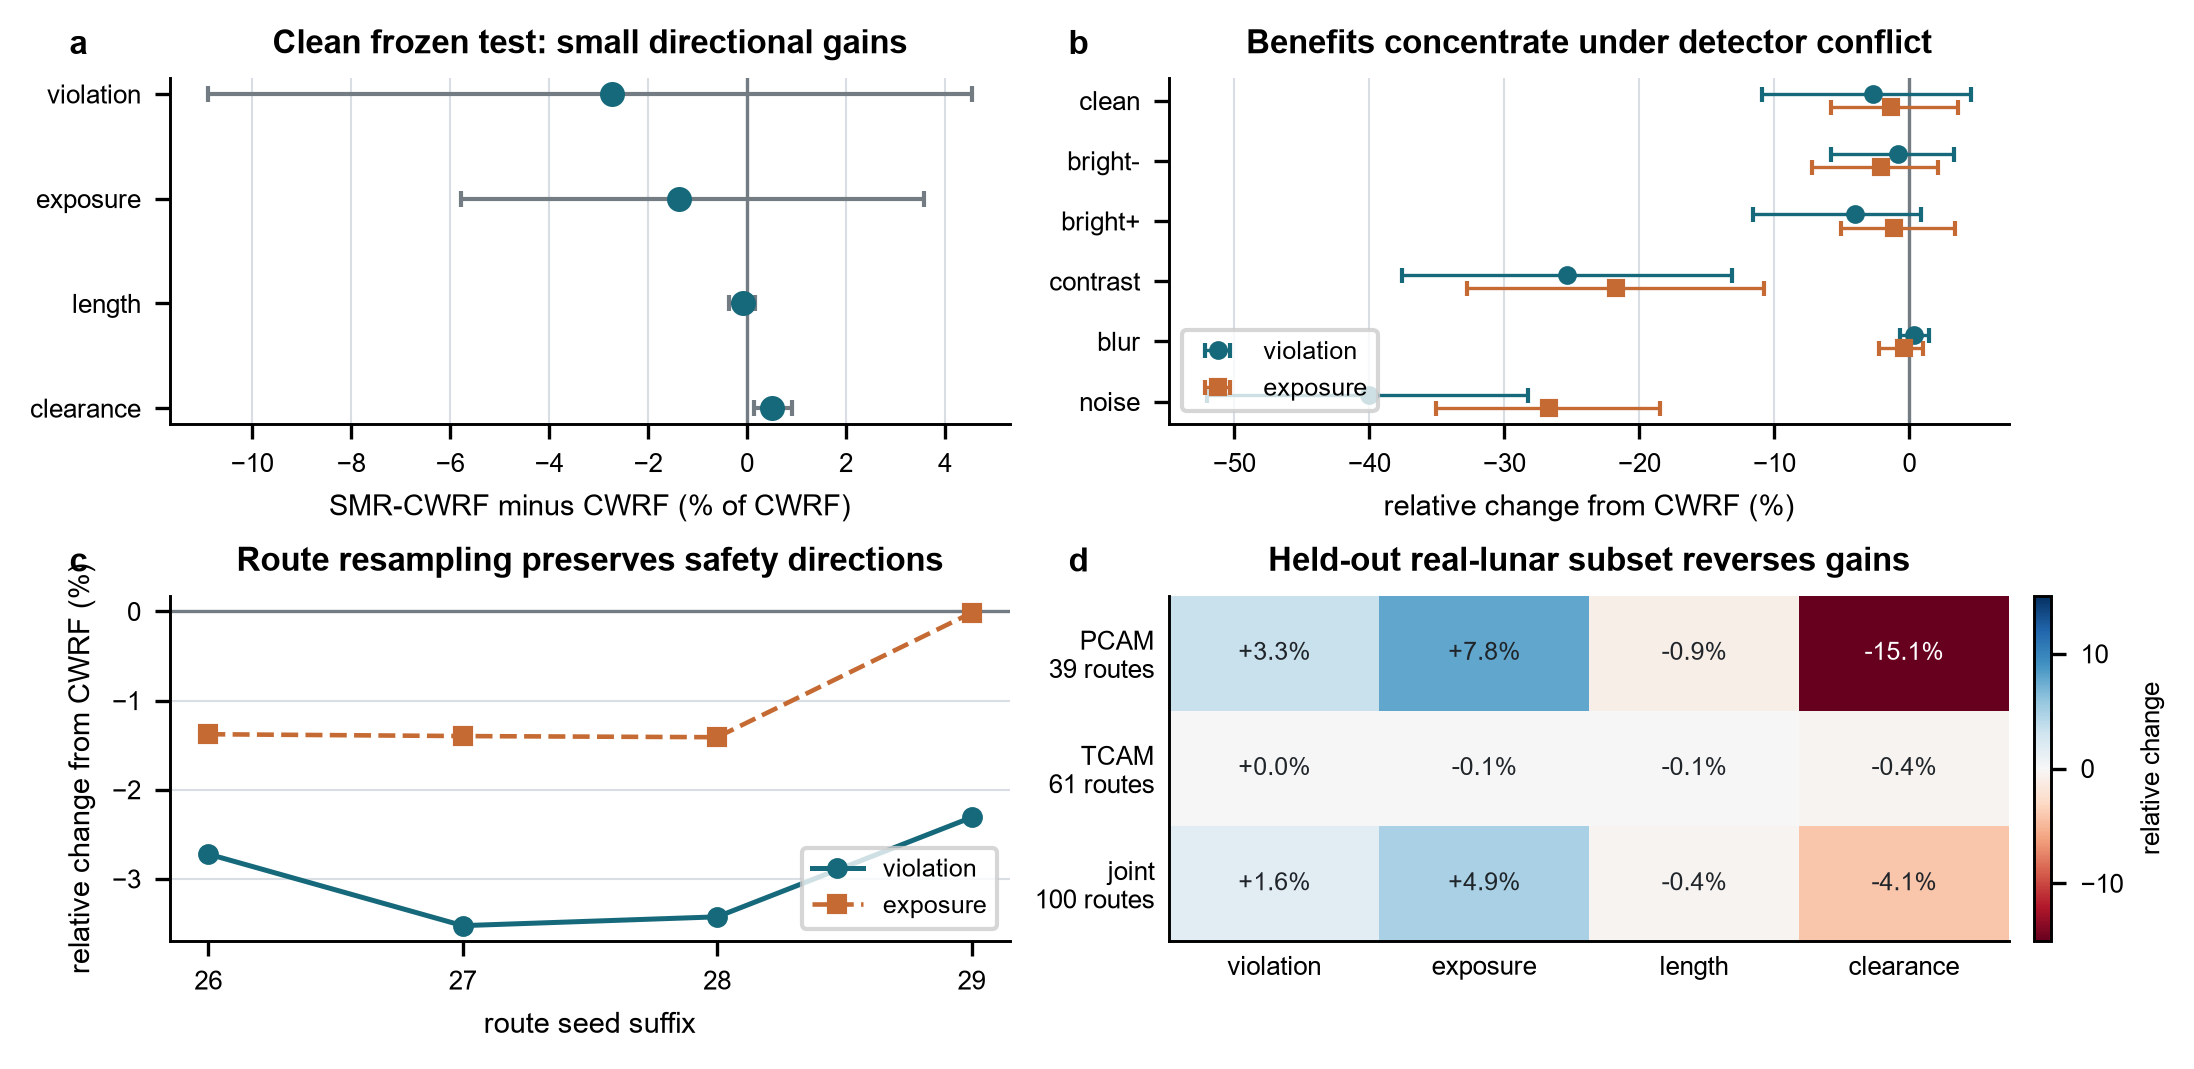 a
Clean frozen test: small directional gains
violation
exposure
length
clearance
−10 −8 −6 −4 −2 0 2 4
SMR-CWRF minus CWRF (% of CWRF)
b
Benefits concentrate under detector conflict
clean
bright-
bright+
contrast
blur
noise
violation
exposure
−50 −40 −30 −20 −10 0
relative change from CWRF (%)
c
Route resampling preserves safety directions
relative change from CWRF (%)
0
−1
−2
−3
violation
exposure
26 27 28 29
route seed suffix
d
Held-out real-lunar subset reverses gains
PCAM
39 routes
+3.3% +7.8% -0.9% -15.1%
TCAM
61 routes
+0.0% -0.1% -0.1% -0.4%
joint
100 routes
+1.6% +4.9% -0.4% -4.1%
violation exposure length clearance
10
0
−10
relative change